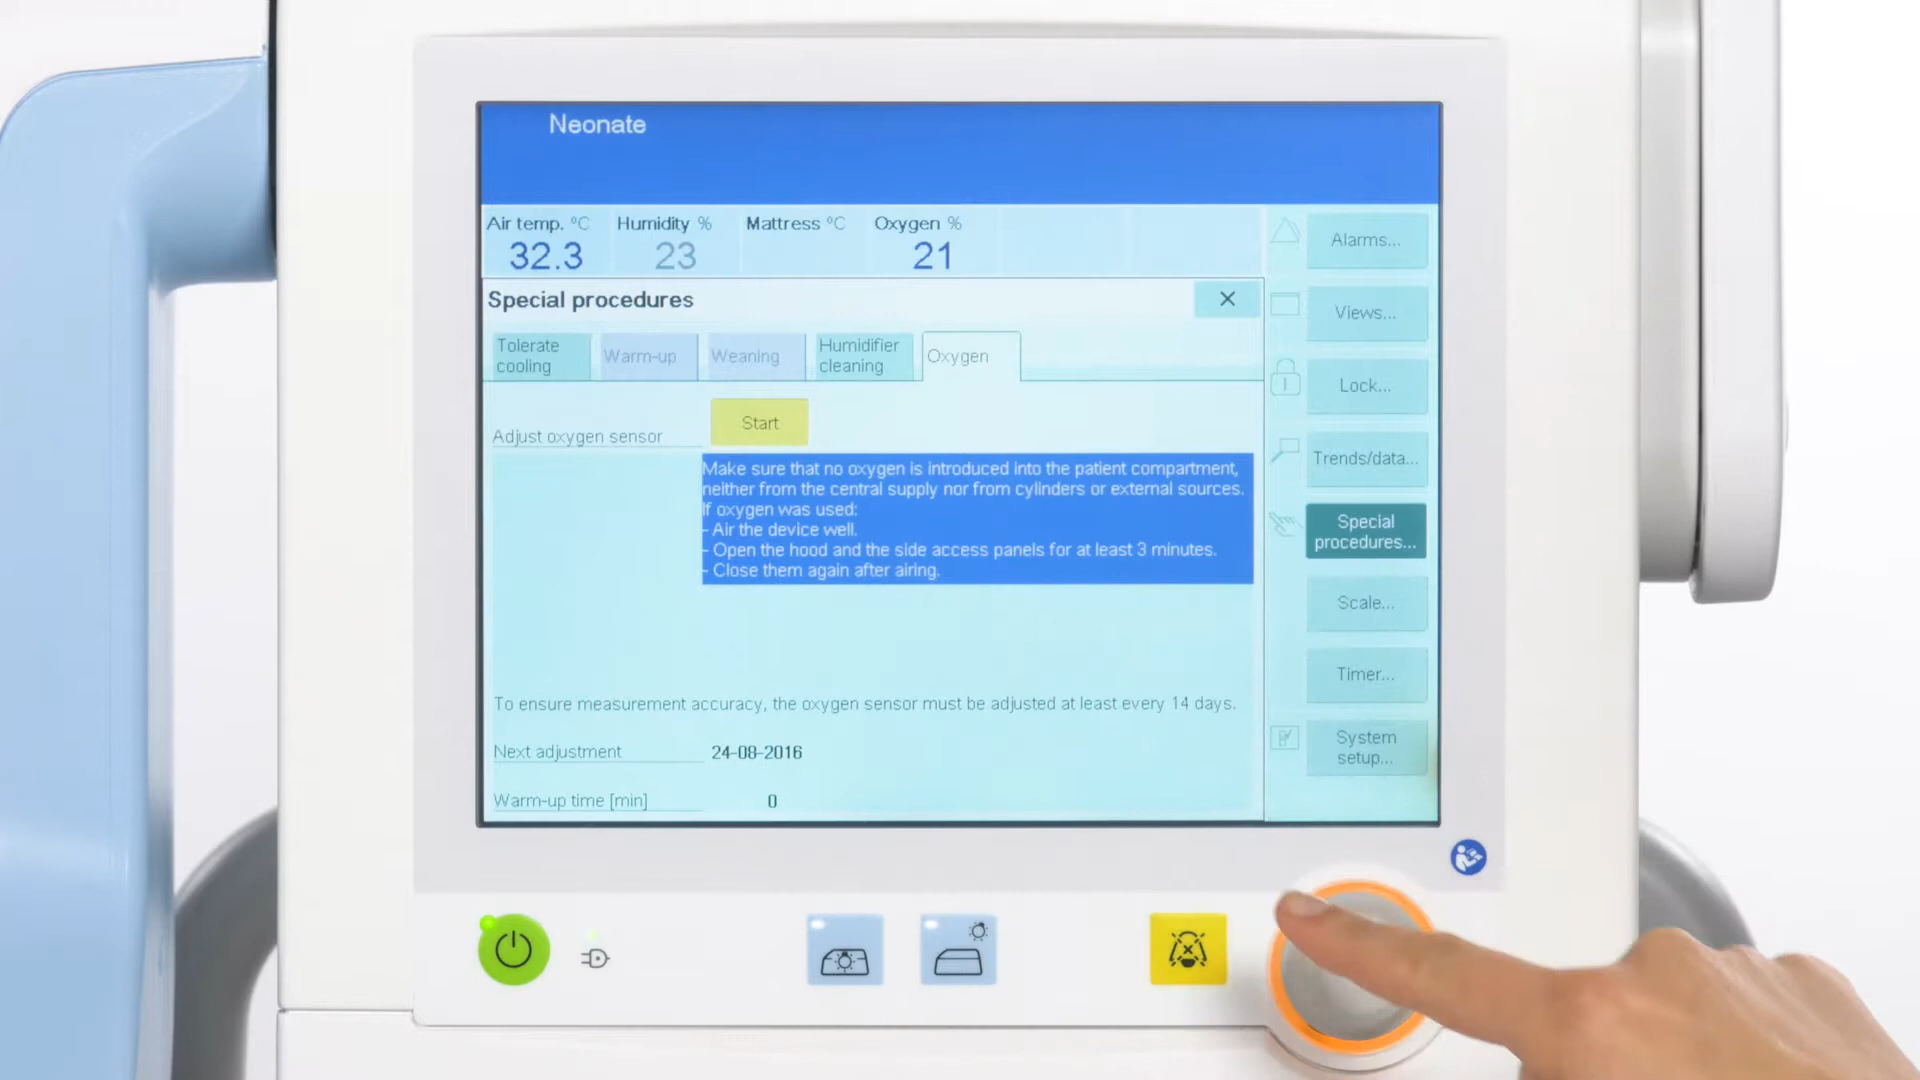 Neonate
Air temp. °C Humidity % Mattress °C Oxygen %
32.3 23 21
Special procedures
Tolerate cooling
Warm-up
Weaning
Humidifier cleaning
Oxygen
Adjust oxygen sensor
Start
Make sure that no oxygen is introduced into the patient compartment,
neither from the central supply nor from cylinders or external sources.
If oxygen was used:
- Air the device well.
- Open the hood and the side access panels for at least 3 minutes.
- Close them again after airing.
To ensure measurement accuracy, the oxygen sensor must be adjusted at least every 14 days.
Next adjustment 24-08-2016
Warm-up time [min] 0
Alarms...
Views...
Lock...
Trends/data...
Special
procedures...
Scale...
Timer...
System
setup...